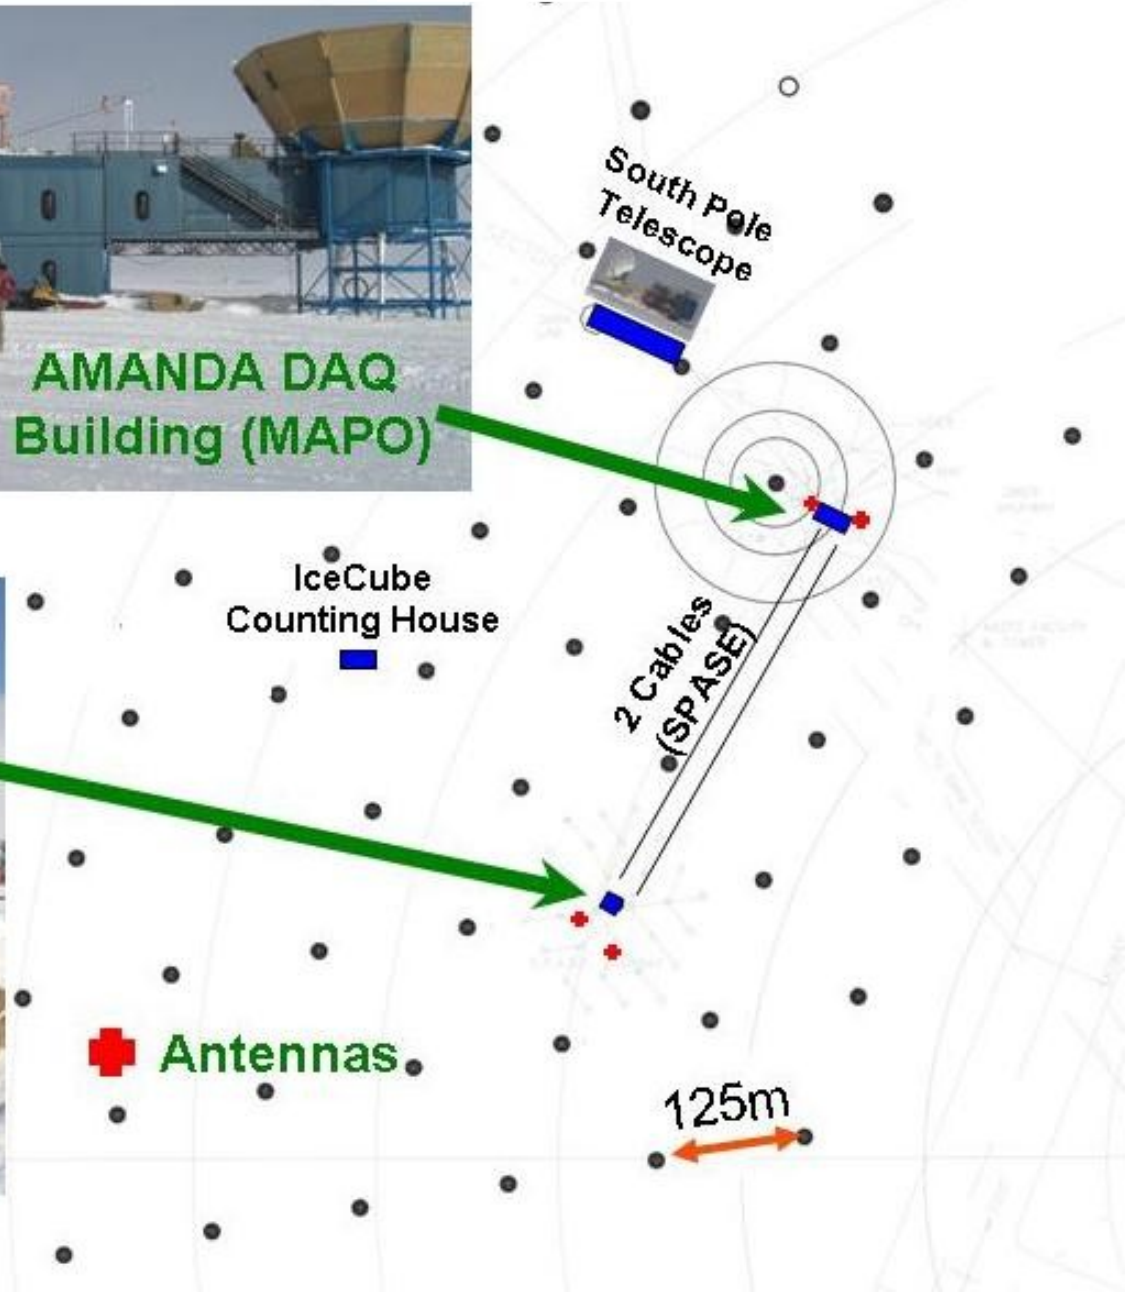 South Pole
Telescope
AMANDA DAQ
Building (MAPO)
IceCube
Counting House
2 Cables
(SPASE)
Antennas
125m